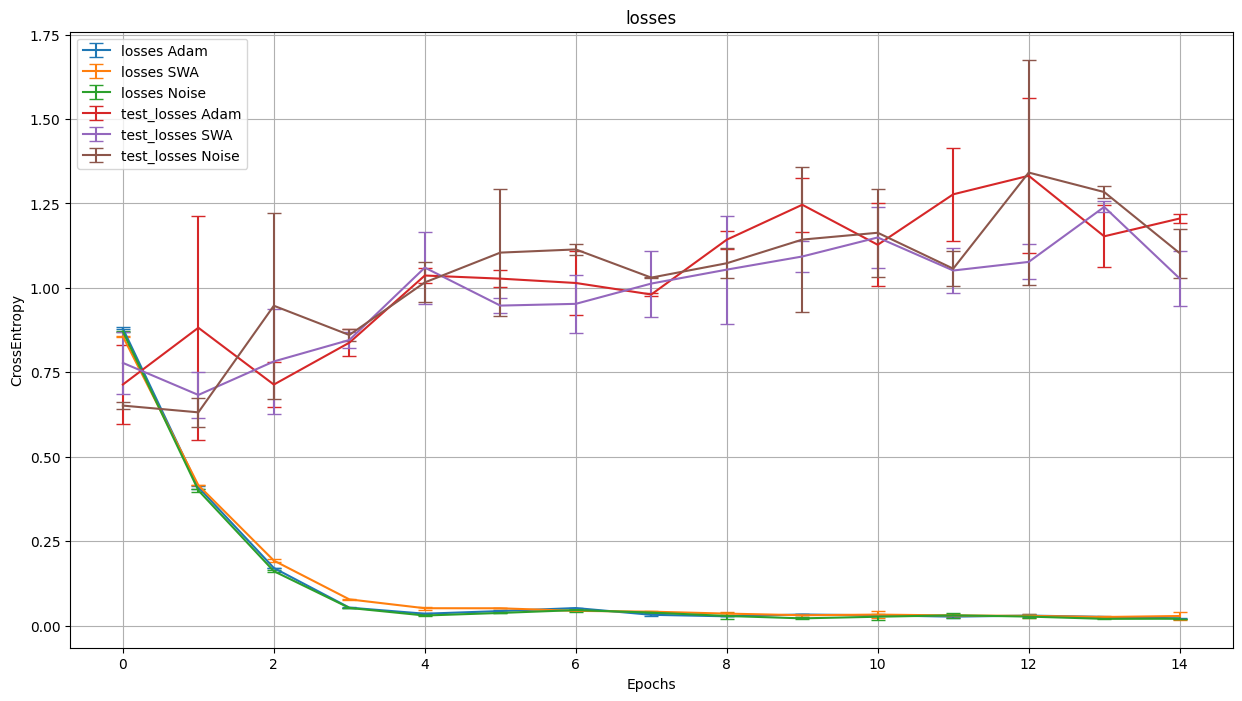 losses
losses Adam
losses SWA
losses Noise
test_losses Adam
test_losses SWA
test_losses Noise
1.75
1.50
1.25
1.00
0.75
0.50
0.25
0.00
CrossEntropy
0 2 4 6 8 10 12 14
Epochs